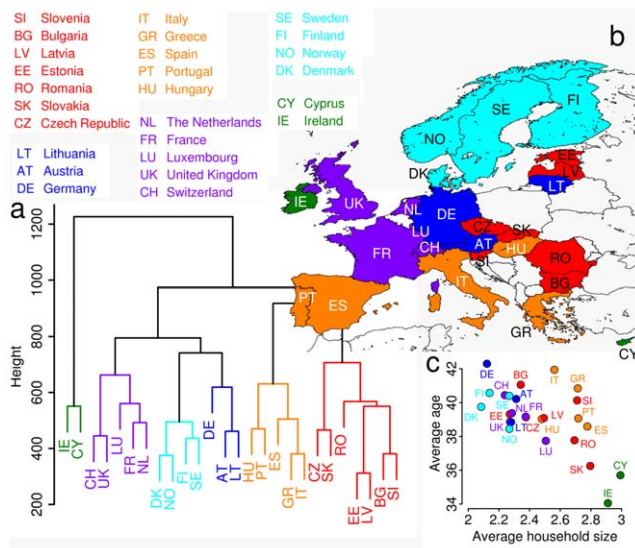 SI Slovenia
BG Bulgaria
LV Latvia
EE Estonia
RO Romania
SK Slovakia
CZ Czech Republic
LT Lithuania
AT Austria
DE Germany
IT Italy
GR Greece
ES Spain
PT Portugal
HU Hungary
NL The Netherlands
FR France
LU Luxembourg
UK United Kingdom
CH Switzerland
SE Sweden
FI Finland
NO Norway
DK Denmark
CY Cyprus
IE Ireland
a
Height
1200
1000
800
600
400
200
IE
CY
CH
UK
LU
FR
NL
DK
NO
FI
SE
DE
AT
LT
HU
PT
ES
GR
IT
CZ
SK
RO
EE
LV
BG
SI
b
FI
SE
NO
EE
LV
DK
LT
IE
UK
NL
DE
LU
CZ
SK
FR
CH
AT
HU
SI
RO
IT
BG
PT
ES
GR
CY
c
Average age
42
40
38
36
34
DE
IT
BG
GR
FI
CH
SE
AT
SI
DK
NL
FR
EE
LV
PT
UK
LT
CZ
HU
ES
NO
LU
RO
SK
CY
IE
2 2.2 2.4 2.6 2.8 3
Average household size